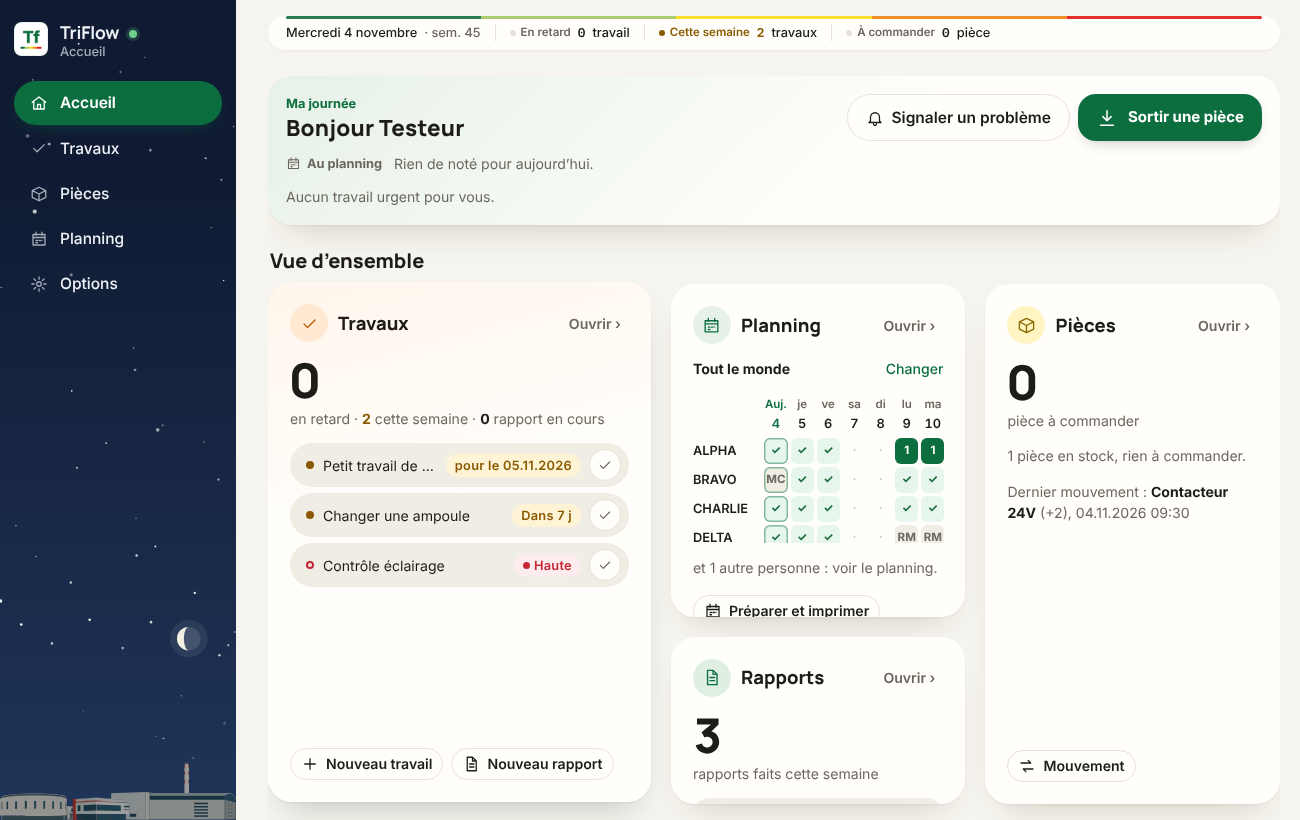 Tf
TriFlow
Accueil
Accueil
Travaux
Pièces
Planning
Options
Mercredi 4 novembre · sem. 45
En retard 0 travail
Cette semaine 2 travaux
À commander 0 pièce
Ma journée
Bonjour Testeur
Au planning Rien de noté pour aujourd’hui.
Aucun travail urgent pour vous.
Signaler un problème
Sortir une pièce
Vue d’ensemble
Travaux
Ouvrir ›
0
en retard · 2 cette semaine · 0 rapport en cours
Petit travail de ... pour le 05.11.2026
Changer une ampoule Dans 7 j
Contrôle éclairage Haute
Nouveau travail
Nouveau rapport
Planning
Ouvrir ›
Tout le monde Changer
Auj. je ve sa di lu ma
4 5 6 7 8 9 10
ALPHA 1 1
BRAVO MC
CHARLIE
DELTA RM RM
et 1 autre personne : voir le planning.
Préparer et imprimer
Rapports
Ouvrir ›
3
rapports faits cette semaine
Pièces
Ouvrir ›
0
pièce à commander
1 pièce en stock, rien à commander.
Dernier mouvement : Contacteur
24V (+2), 04.11.2026 09:30
Mouvement